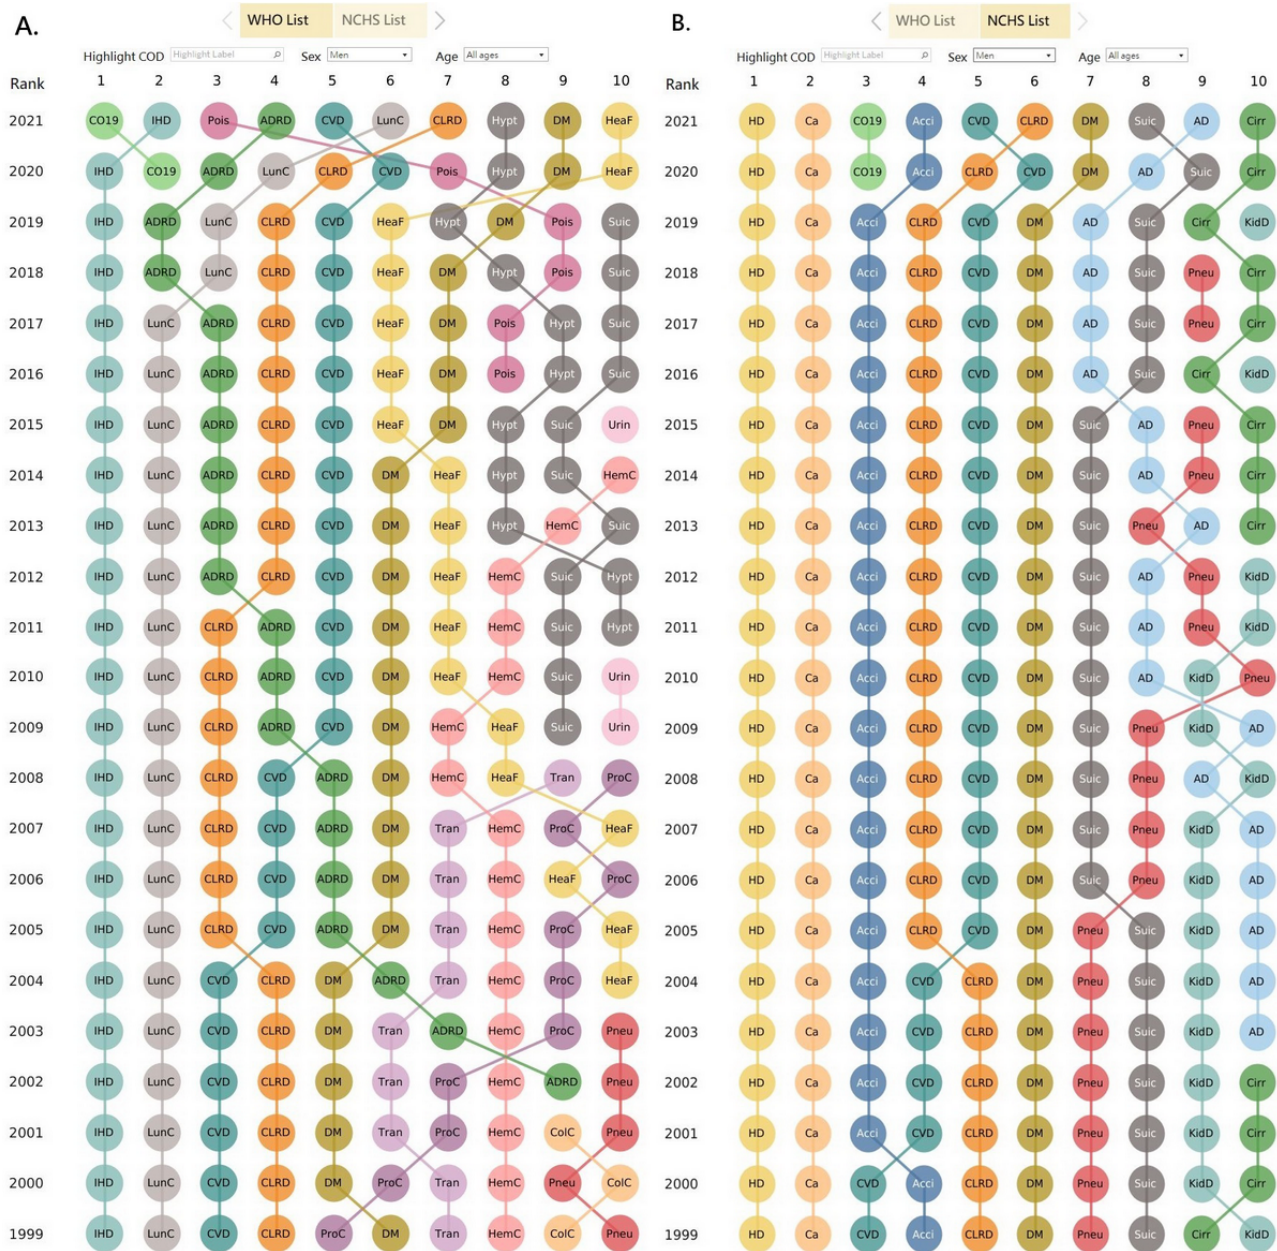 A.
WHO List NCHS List
Highlight COD Highlight Label Sex Men Age All ages
Rank 1 2 3 4 5 6 7 8 9 10
2021 CO19 IHD Pois ADRD CVD LunC CLRD Hypt DM HeaF
2020 IHD CO19 ADRD LunC CLRD CVD Pois Hypt DM HeaF
2019 IHD ADRD LunC CLRD CVD HeaF Hypt DM Pois Suic
2018 IHD ADRD LunC CLRD CVD HeaF DM Hypt Pois Suic
2017 IHD LunC ADRD CLRD CVD HeaF DM Pois Hypt Suic
2016 IHD LunC ADRD CLRD CVD HeaF DM Pois Hypt Suic
2015 IHD LunC ADRD CLRD CVD HeaF DM Hypt Suic Urin
2014 IHD LunC ADRD CLRD CVD DM HeaF Hypt Suic HemC
2013 IHD LunC ADRD CLRD CVD DM HeaF Hypt HemC Suic
2012 IHD LunC ADRD CLRD CVD DM HeaF HemC Suic Hypt
2011 IHD LunC CLRD ADRD CVD DM HeaF HemC Suic Hypt
2010 IHD LunC CLRD ADRD CVD DM HeaF HemC Suic Urin
2009 IHD LunC CLRD ADRD CVD DM HemC HeaF Suic Urin
2008 IHD LunC CLRD CVD ADRD DM HemC HeaF Tran ProC
2007 IHD LunC CLRD CVD ADRD DM Tran HemC ProC HeaF
2006 IHD LunC CLRD CVD ADRD DM Tran HemC HeaF ProC
2005 IHD LunC CLRD CVD ADRD DM Tran HemC ProC HeaF
2004 IHD LunC CVD CLRD DM ADRD Tran HemC ProC HeaF
2003 IHD LunC CVD CLRD DM Tran ADRD HemC ProC Pneu
2002 IHD LunC CVD CLRD DM Tran ProC HemC ADRD Pneu
2001 IHD LunC CVD CLRD DM Tran ProC HemC ColC Pneu
2000 IHD LunC CVD CLRD DM ProC Tran HemC Pneu ColC
1999 IHD LunC CVD CLRD ProC DM Tran HemC ColC Pneu
B.
WHO List NCHS List
Highlight COD Highlight Label Sex Men Age All ages
Rank 1 2 3 4 5 6 7 8 9 10
2021 HD Ca CO19 Acci CVD CLRD DM Suic AD Cirr
2020 HD Ca CO19 Acci CLRD CVD DM AD Suic Cirr
2019 HD Ca Acci CLRD CVD DM AD Suic Cirr KidD
2018 HD Ca Acci CLRD CVD DM AD Suic Pneu Cirr
2017 HD Ca Acci CLRD CVD DM AD Suic Pneu Cirr
2016 HD Ca Acci CLRD CVD DM AD Suic Cirr KidD
2015 HD Ca Acci CLRD CVD DM Suic AD Pneu Cirr
2014 HD Ca Acci CLRD CVD DM Suic AD Pneu Cirr
2013 HD Ca Acci CLRD CVD DM Suic Pneu AD Cirr
2012 HD Ca Acci CLRD CVD DM Suic AD Pneu KidD
2011 HD Ca Acci CLRD CVD DM Suic AD Pneu KidD
2010 HD Ca Acci CLRD CVD DM Suic AD KidD Pneu
2009 HD Ca Acci CLRD CVD DM Suic Pneu KidD AD
2008 HD Ca Acci CLRD CVD DM Suic Pneu AD KidD
2007 HD Ca Acci CLRD CVD DM Suic Pneu KidD AD
2006 HD Ca Acci CLRD CVD DM Suic Pneu KidD AD
2005 HD Ca Acci CLRD CVD DM Pneu Suic KidD AD
2004 HD Ca Acci CVD CLRD DM Pneu Suic KidD AD
2003 HD Ca Acci CVD CLRD DM Pneu Suic KidD AD
2002 HD Ca Acci CVD CLRD DM Pneu Suic KidD Cirr
2001 HD Ca Acci CVD CLRD DM Pneu Suic KidD Cirr
2000 HD Ca CVD Acci CLRD DM Pneu Suic KidD Cirr
1999 HD Ca CVD Acci CLRD DM Pneu Suic Cirr KidD